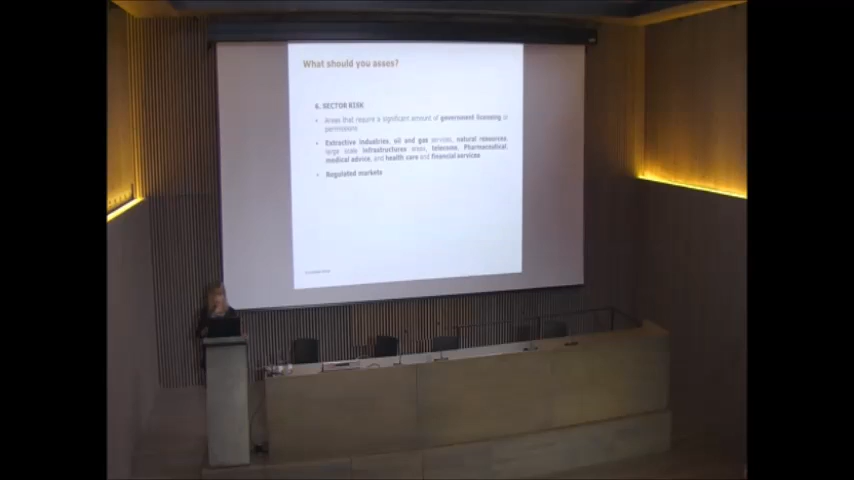 What should you asses?
6. SECTOR RISK
• Areas that require a significant amount of government licensing or
permissions
• Extractive industries, oil and gas services, natural resources,
large scale infrastructures areas, telecoms, Pharmaceutical,
medical advice, and health care and financial services.
• Regulated markets